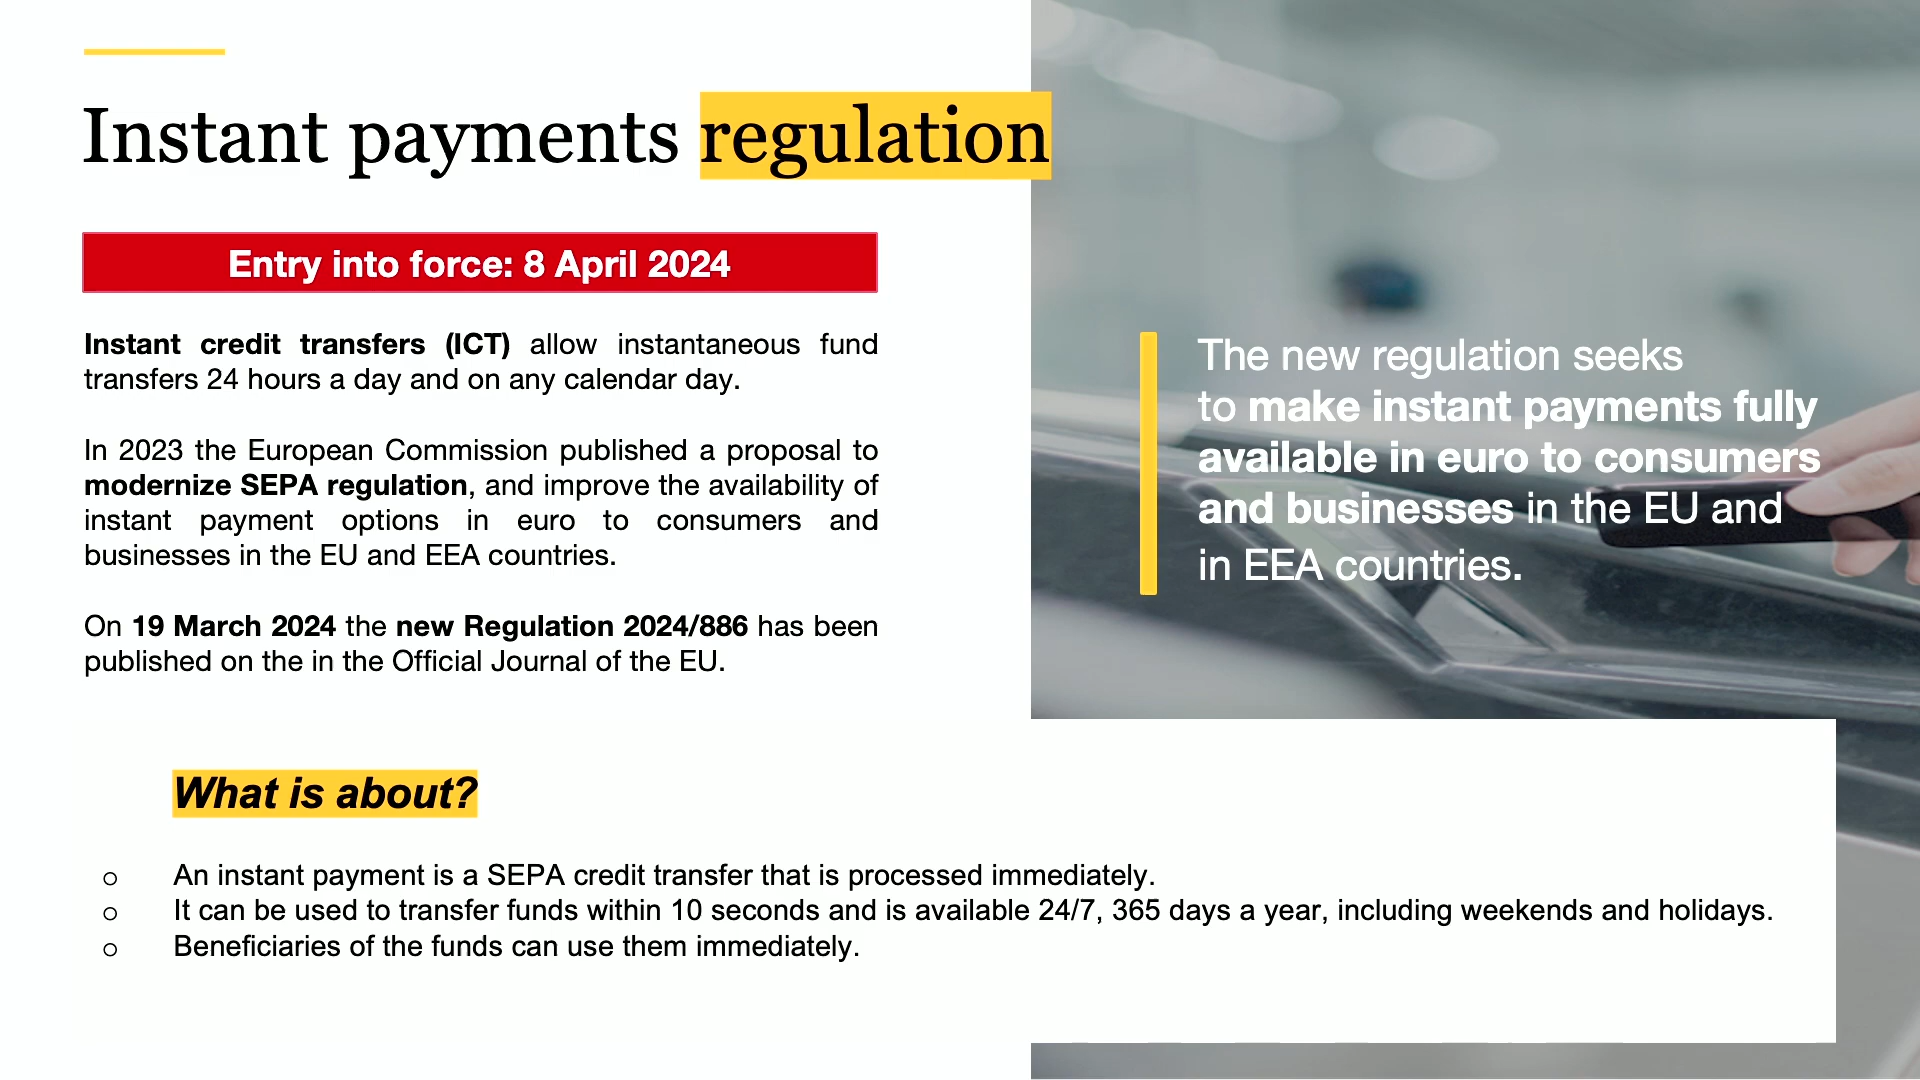 Instant payments regulation
Entry into force: 8 April 2024
Instant credit transfers (ICT) allow instantaneous fund
transfers 24 hours a day and on any calendar day.
In 2023 the European Commission published a proposal to
modernize SEPA regulation, and improve the availability of
instant payment options in euro to consumers and
businesses in the EU and EEA countries.
On 19 March 2024 the new Regulation 2024/886 has been
published on the in the Official Journal of the EU.
The new regulation seeks
to make instant payments fully
available in euro to consumers
and businesses in the EU and
in EEA countries.
What is about?
o An instant payment is a SEPA credit transfer that is processed immediately.
o It can be used to transfer funds within 10 seconds and is available 24/7, 365 days a year, including weekends and holidays.
o Beneficiaries of the funds can use them immediately.